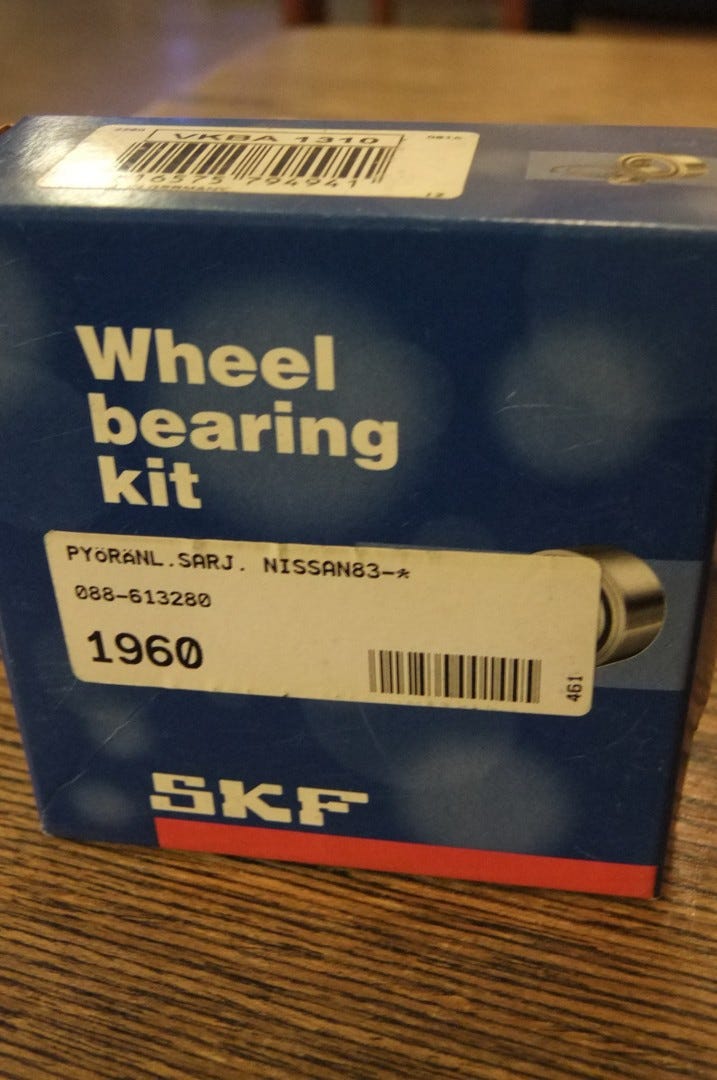 VKBA 1310
Wheel
bearing
kit
PYöRäNL.SARJ. NISSAN83-*
088-613280
1960
461
SKF